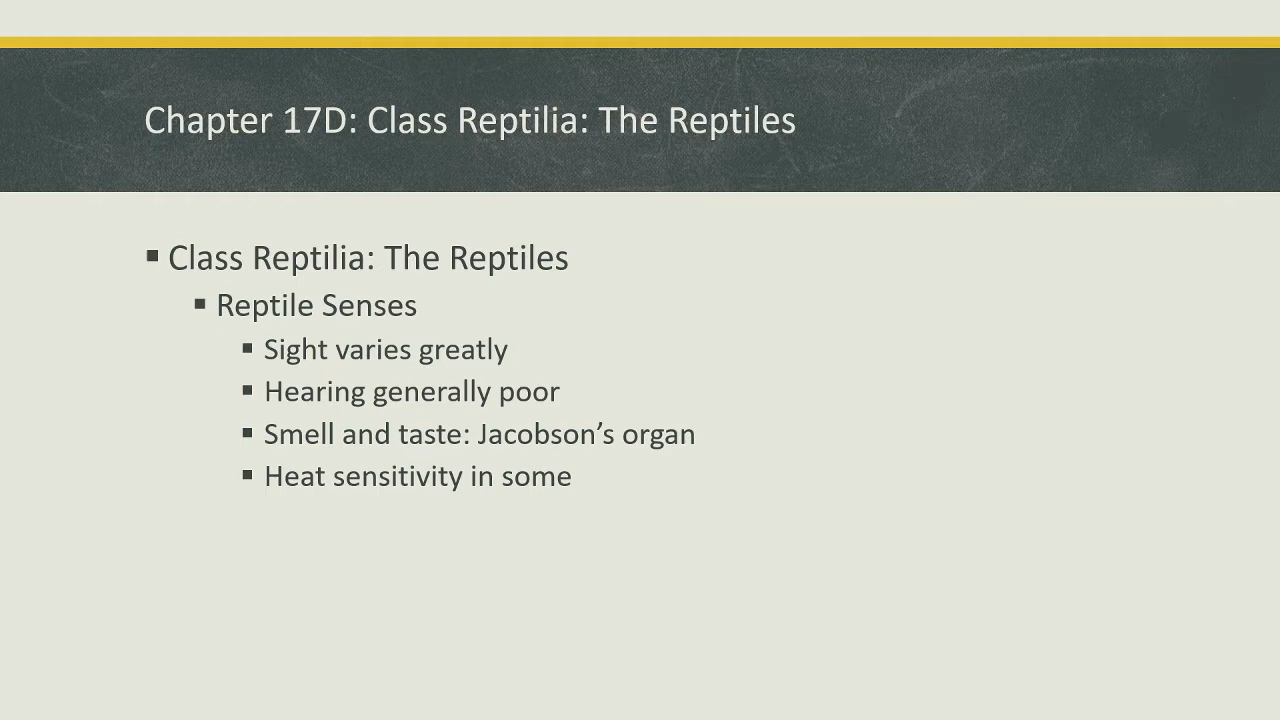 Chapter 17D: Class Reptilia: The Reptiles
▪ Class Reptilia: The Reptiles
▪ Reptile Senses
▪ Sight varies greatly
▪ Hearing generally poor
▪ Smell and taste: Jacobson’s organ
▪ Heat sensitivity in some